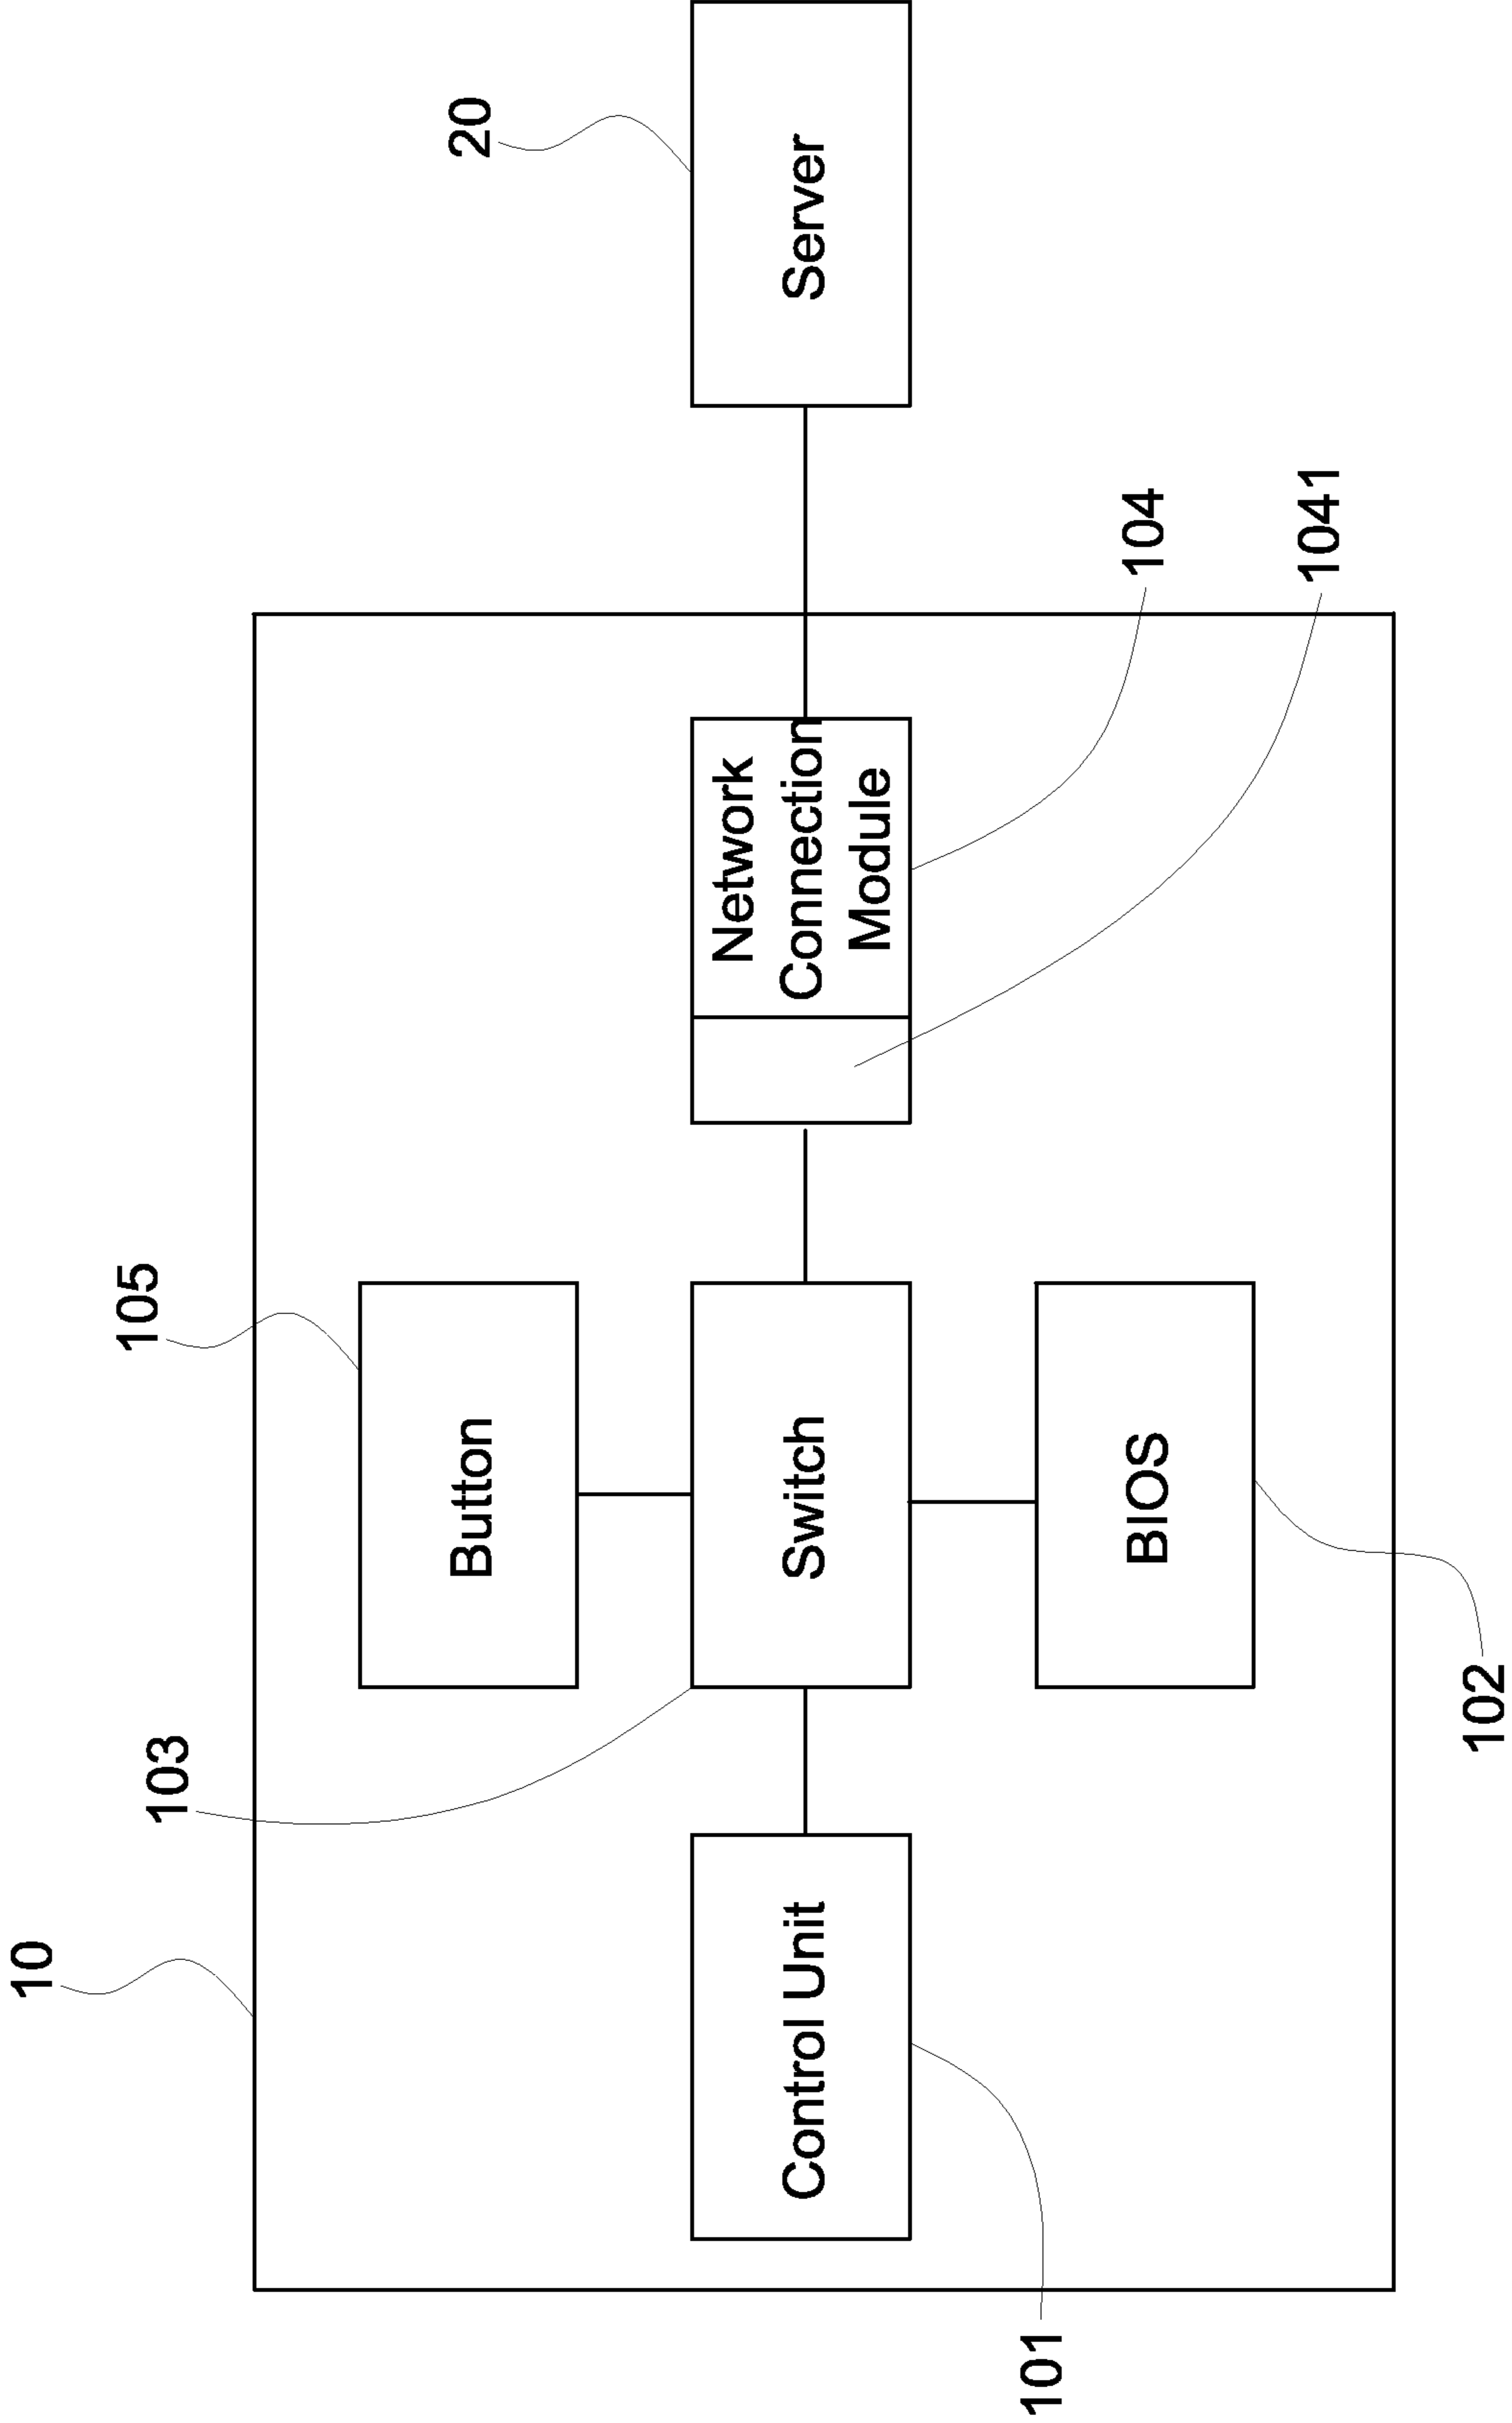 10
103
105
20
Control Unit
Button
Switch
BIOS
Network
Connection
Module
Server
101
102
104
1041